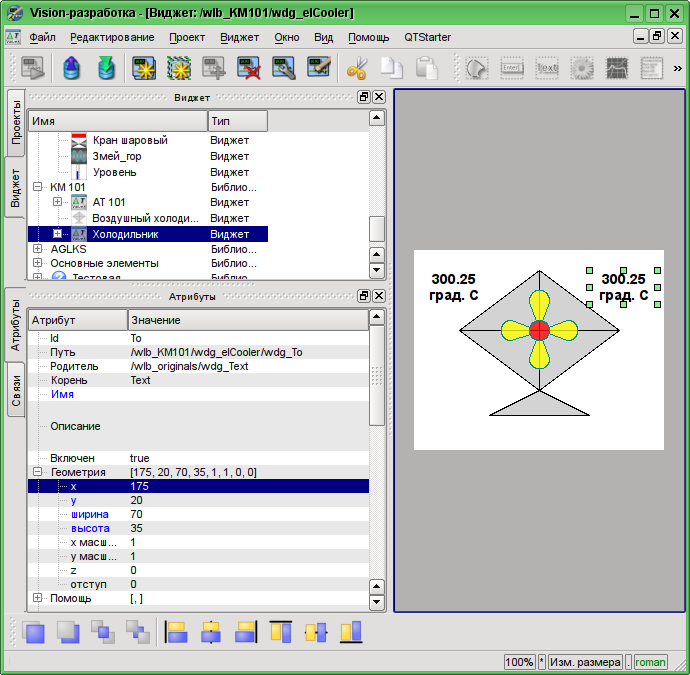 Vision-разработка - [Виджет: /wlb_KM101/wdg_elCooler]
Файл Редактирование Проект Виджет Окно Вид Помощь QTStarter
Проекты
Виджет
Виджет
Имя Тип
Кран шаровый Виджет
Змей_гор Виджет
Уровень Виджет
КМ 101 Библио...
АТ 101 Виджет
Воздушный холоди... Виджет
Холодильник Виджет
AGLKS Библио...
Основные элементы Библио...
Тестовая Библио...
Атрибуты
Связи
Атрибуты
Атрибут Значение
Id To
Путь /wlb_KM101/wdg_elCooler/wdg_To
Родитель /wlb_originals/wdg_Text
Корень Text
Имя
Описание
Включен true
Геометрия [175, 20, 70, 35, 1, 1, 0, 0]
x 175
y 20
ширина 70
высота 35
x масш... 1
y масш... 1
z 0
отступ 0
Помощь [, ]
300.25
град. С
300.25
град. С
100% * Изм. размера . roman